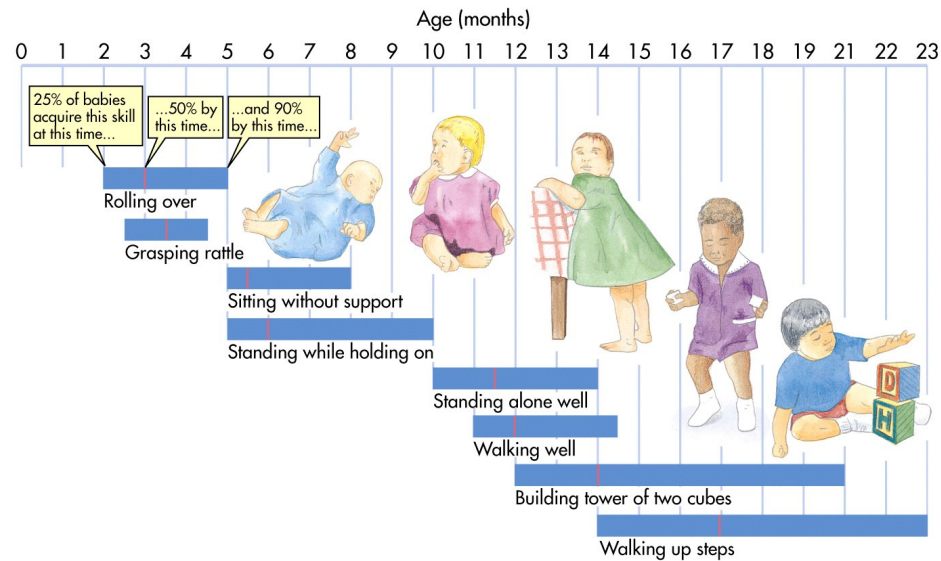 Age (months)
0 1 2 3 4 5 6 7 8 9 10 11 12 13 14 15 16 17 18 19 21 22 23
25% of babies
acquire this skill
at this time...
...50% by
this time...
...and 90%
by this time...
Rolling over
Grasping rattle
Sitting without support
Standing while holding on
Standing alone well
Walking well
D
H
Building tower of two cubes
Walking up steps